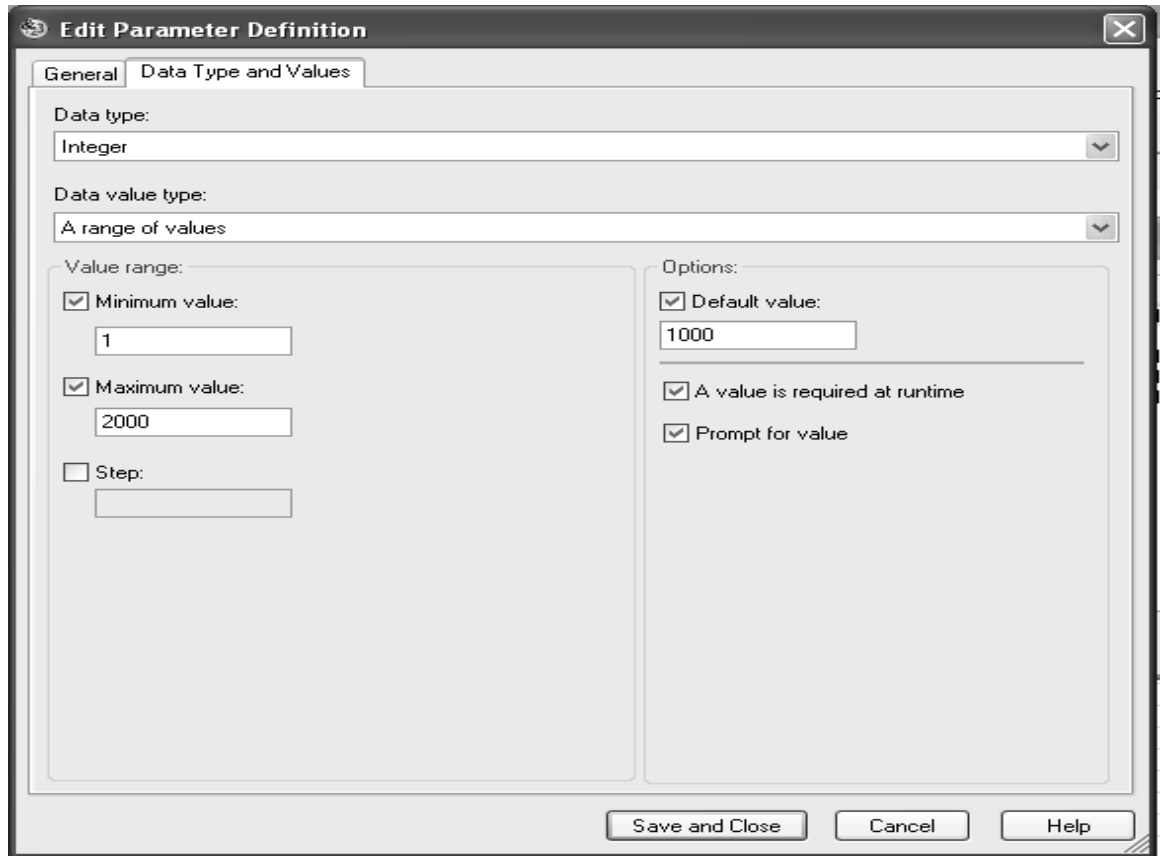 Edit Parameter Definition
General
Data Type and Values
Data type:
Integer
Data value type:
A range of values
Value range:
Minimum value:
1
Maximum value:
2000
Step:
Options:
Default value:
1000
A value is required at runtime
Prompt for value
Save and Close
Cancel
Help